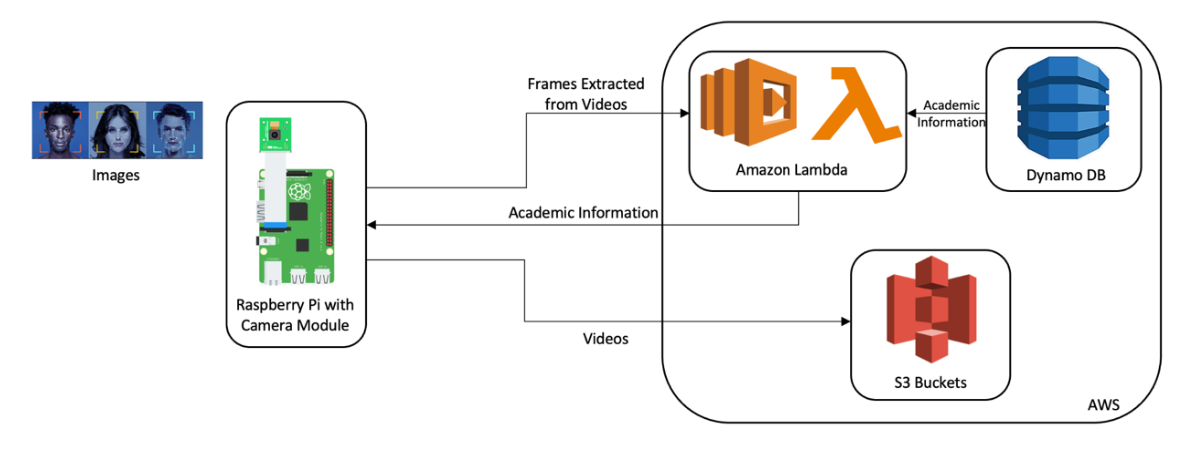 Images
Raspberry Pi with
Camera Module
Frames Extracted
from Videos
Academic Information
Videos
Amazon Lambda
Academic
Information
Dynamo DB
S3 Buckets
AWS